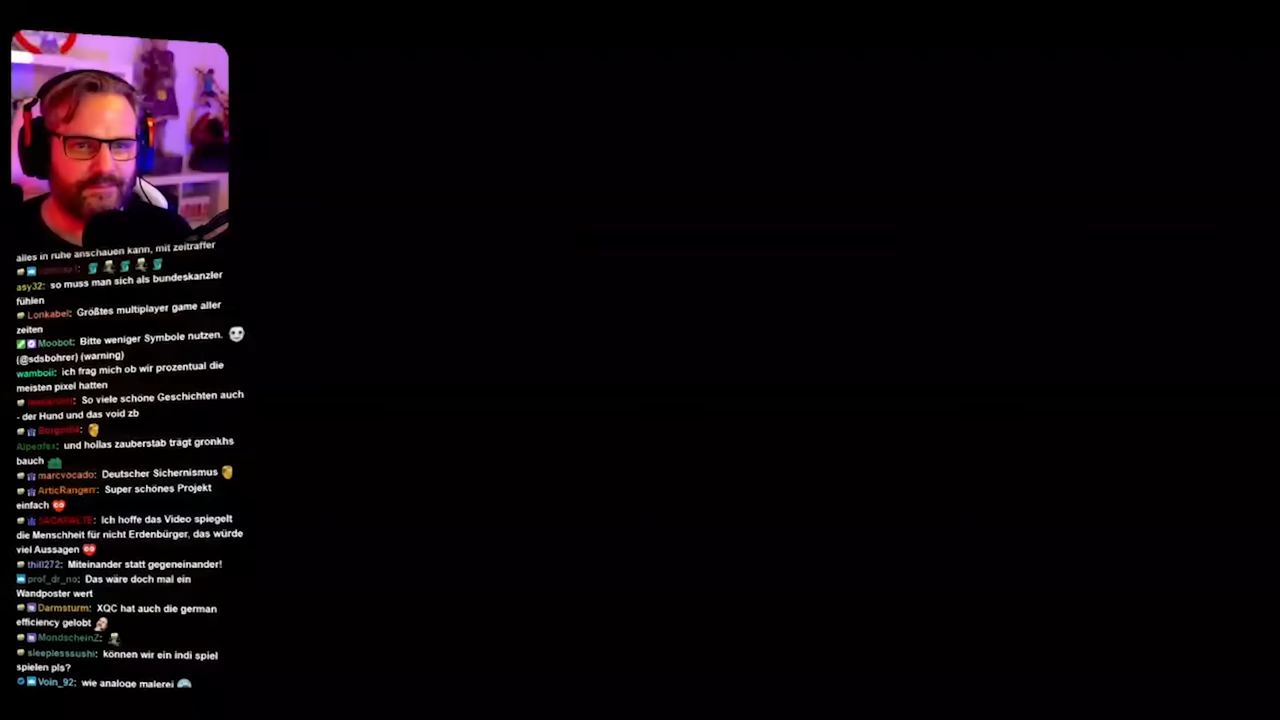 alles in ruhe anschauen kann, mit zeitraffer
asy32: so muss man sich als bundeskanzler
fühlen
Lonkabel: Größtes multiplayer game aller
zeiten
Moobot: Bitte weniger Symbole nutzen.
(@sdsbohrer) (warning)
wamboii: ich frag mich ob wir prozentual die
meisten pixel hatten
So viele schöne Geschichten auch
- der Hund und das void zb
und hollas zauberstab trägt gronkhs
bauch
marcvocado: Deutscher Sichernismus
ArticRangerr: Super schönes Projekt
einfach
Ich hoffe das Video spiegelt
die Menschheit für nicht Erdenbürger, das würde
viel Aussagen
thill272: Miteinander statt gegeneinander!
prof_dr_no: Das wäre doch mal ein
Wandposter wert
Darmsturm: XQC hat auch die german
efficiency gelobt
MondscheinZ:
sleeplesssushi: können wir ein indi spiel
spielen pls?
Voin_92: wie analoge malerei